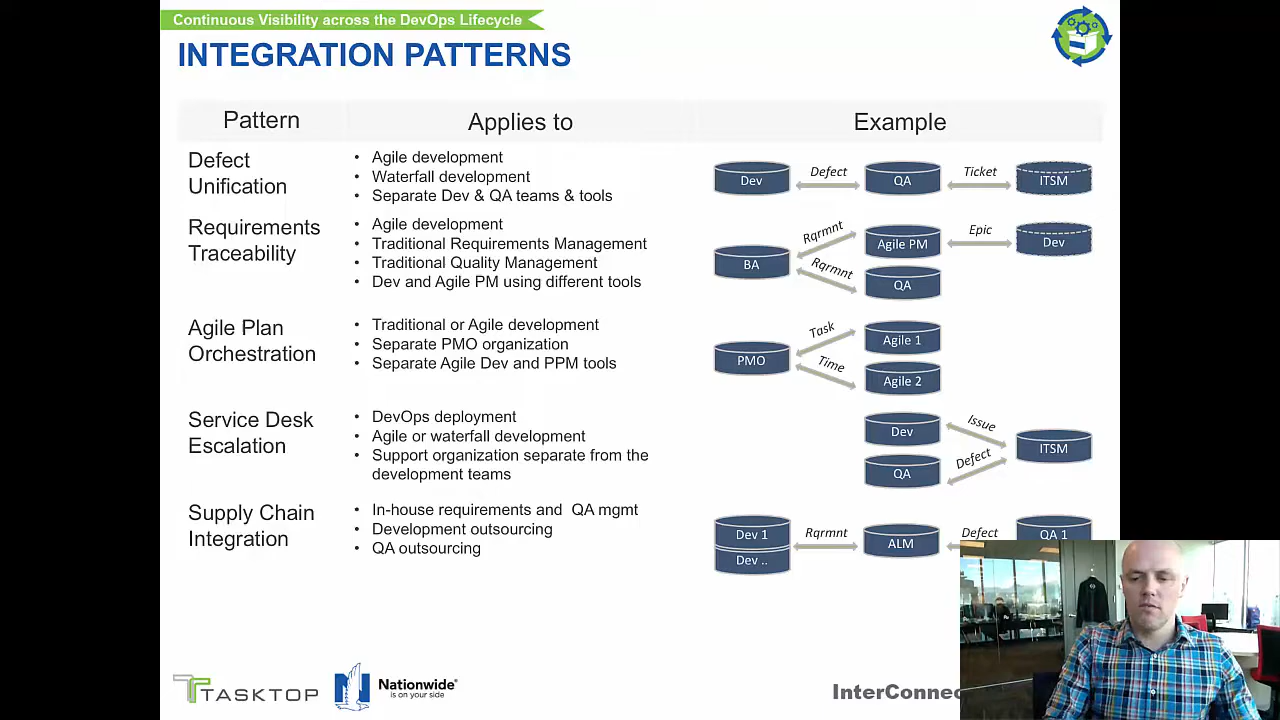 Continuous Visibility across the DevOps Lifecycle
INTEGRATION PATTERNS
Pattern
Applies to
Example
Defect
Unification
• Agile development
• Waterfall development
• Separate Dev & QA teams & tools
Dev
Defect
QA
Ticket
ITSM
Requirements
Traceability
• Agile development
• Traditional Requirements Management
• Traditional Quality Management
• Dev and Agile PM using different tools
BA
Rqrmnt
Rqrmnt
Agile PM
QA
Epic
Dev
Agile Plan
Orchestration
• Traditional or Agile development
• Separate PMO organization
• Separate Agile Dev and PPM tools
PMO
Task
Time
Agile 1
Agile 2
Service Desk
Escalation
• DevOps deployment
• Agile or waterfall development
• Support organization separate from the
development teams
Dev
QA
Issue
Defect
ITSM
Supply Chain
Integration
• In-house requirements and  QA mgmt
• Development outsourcing
• QA outsourcing
Dev 1
Dev ..
Rqrmnt
ALM
Defect
QA 1
TASKTOP
Nationwide®
is on your side
InterConnec